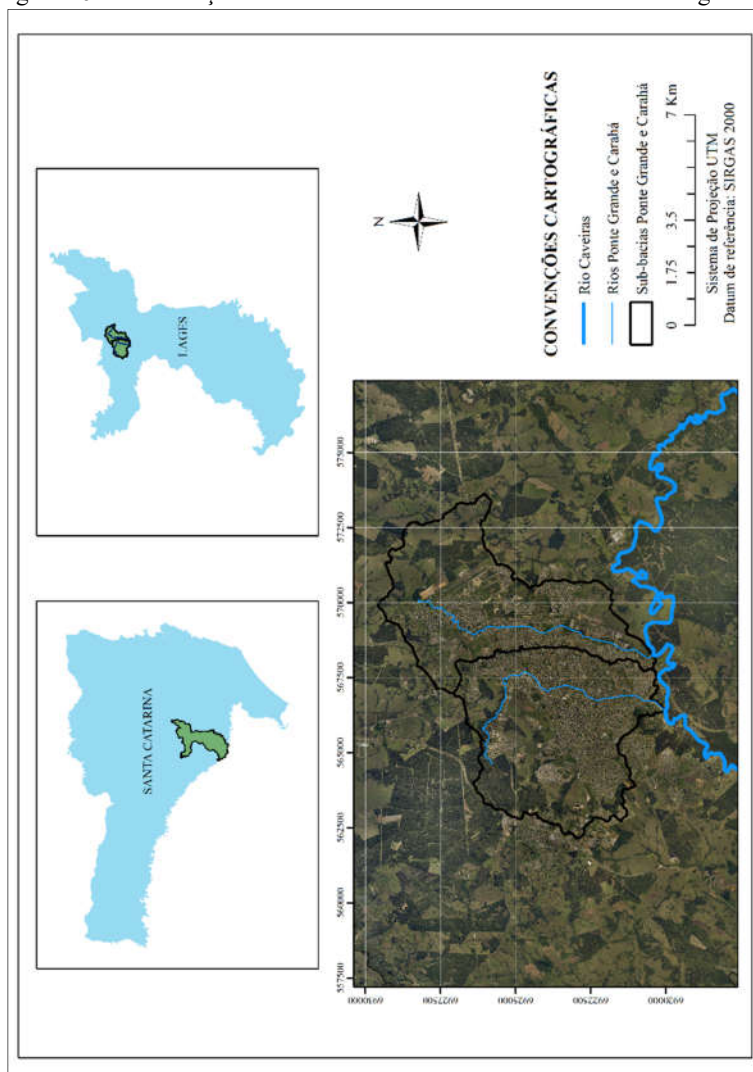 SANTA CATARINA
LAGES
N
557500
560000
562500
565000
567500
570000
572500
575000
6930000
6927500
6925000
6922500
6920000
CONVENÇÕES CARTOGRÁFICAS
Rio Caveiras
Rios Ponte Grande e Carahá
Sub-bacias Ponte Grande e Carahá
0 1.75 3.5 7 Km
Sistema de Projeção UTM
Datum de referência: SIRGAS 2000